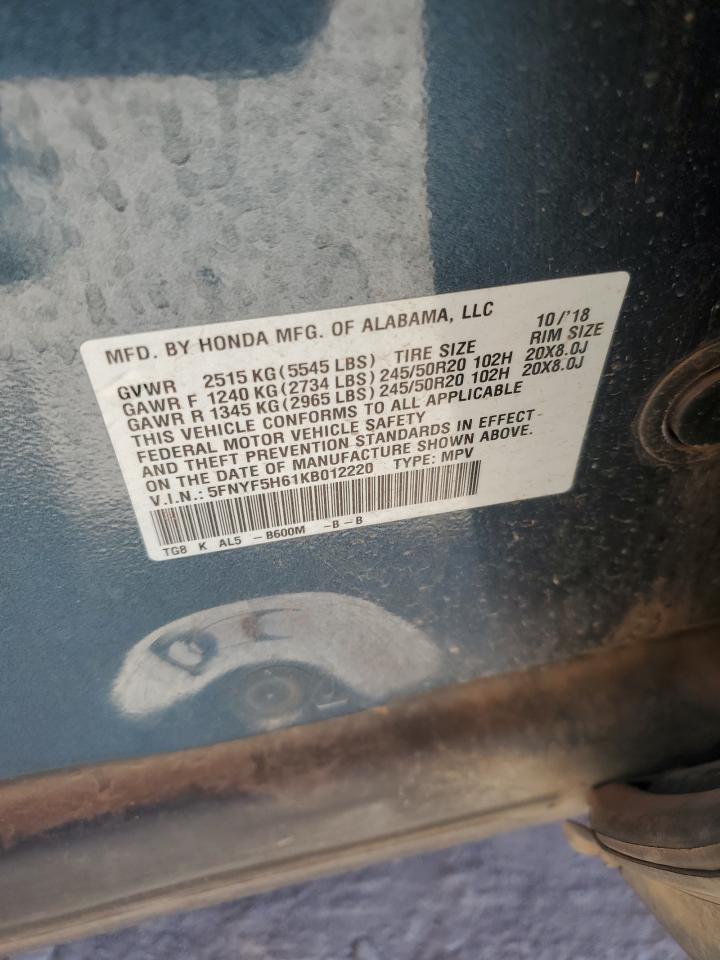 MFD. BY HONDA MFG. OF ALABAMA, LLC 10/'18
GVWR 2515 KG(5545 LBS) TIRE SIZE RIM SIZE
GAWR F 1240 KG(2734 LBS)245/50R20 102H 20X8.0J
GAWR R 1345 KG(2965 LBS)245/50R20 102H 20X8.0J
THIS VEHICLE CONFORMS TO ALL APPLICABLE
FEDERAL MOTOR VEHICLE SAFETY
AND THEFT PREVENTION STANDARDS IN EFFECT
ON THE DATE OF MANUFACTURE SHOWN ABOVE.
V.I.N.: 5FNYF5H61KB012220 TYPE: MPV
TG8 K AL5 -B600M -B-B